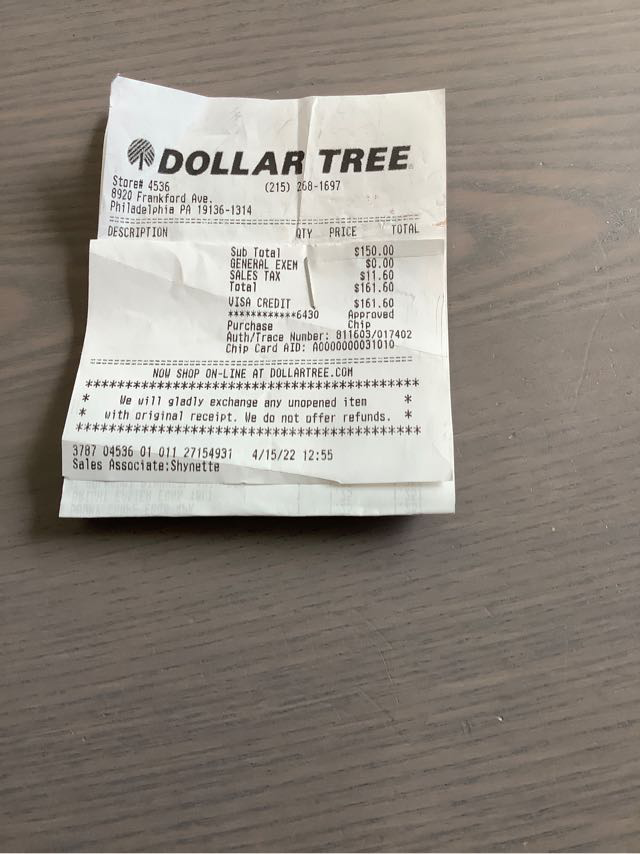 DOLLAR TREE
Store# 4536 (215) 268-1697
8920 Frankford Ave.
Philadelphia PA 19136-1314
========================================
DESCRIPTION QTY PRICE TOTAL
Sub Total $150.00
GENERAL EXEM $0.00
SALES TAX $11.60
Total $161.60
VISA CREDIT $161.60
************6430 Approved
Purchase Chip
Auth/Trace Number: 811603/017402
Chip Card AID: A0000000031010
========================================
NOW SHOP ON-LINE AT DOLLARTREE.COM
****************************************
* We will gladly exchange any unopened item *
* with original receipt. We do not offer refunds. *
****************************************
3787 04536 01 011 27154931 4/15/22 12:55
Sales Associate:Shynette